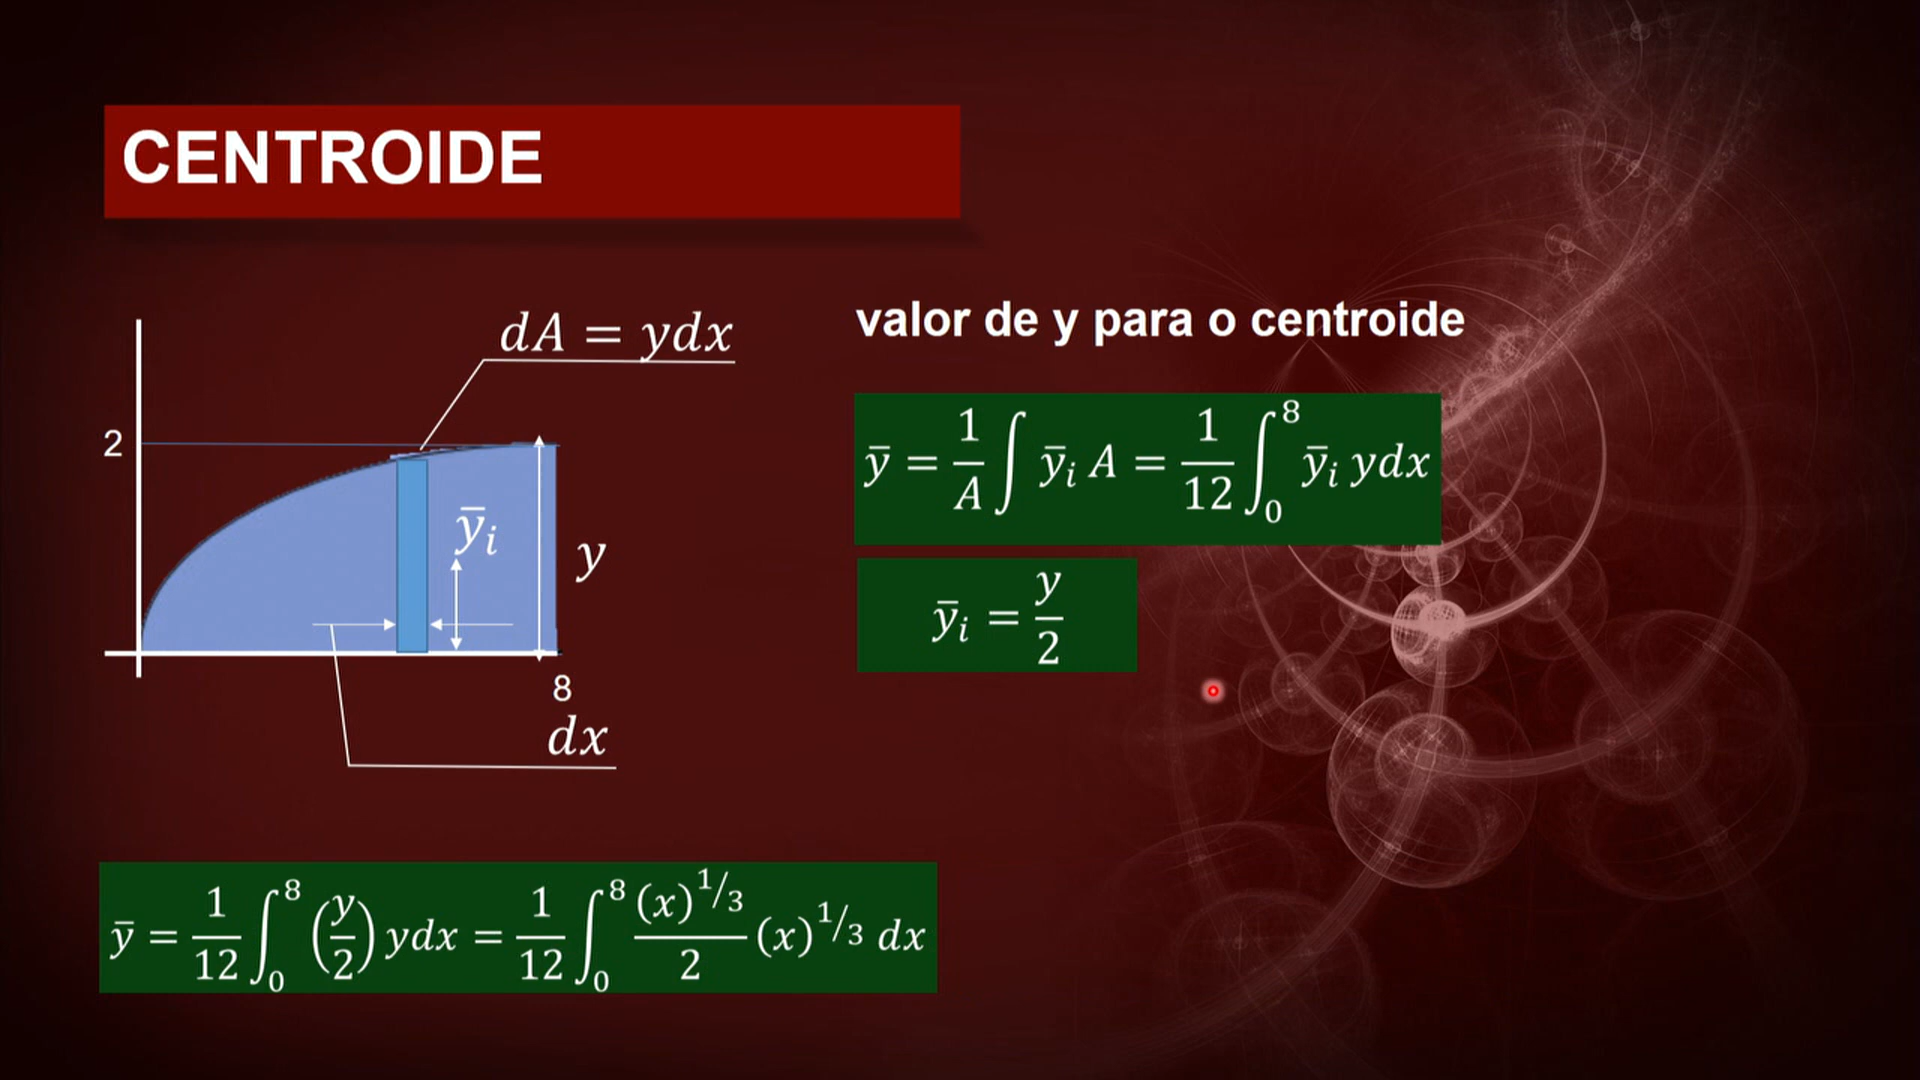 CENTROIDE
dA = ydx
valor de y para o centroide
2
ȳ = 1/A ∫ ȳᵢ A = 1/12 ∫₀⁸ ȳᵢ ydx
ȳᵢ
y
ȳᵢ = y/2
8
dx
ȳ = 1/12 ∫₀⁸ (y/2) ydx = 1/12 ∫₀⁸ (x)^1/3 / 2 (x)^1/3 dx